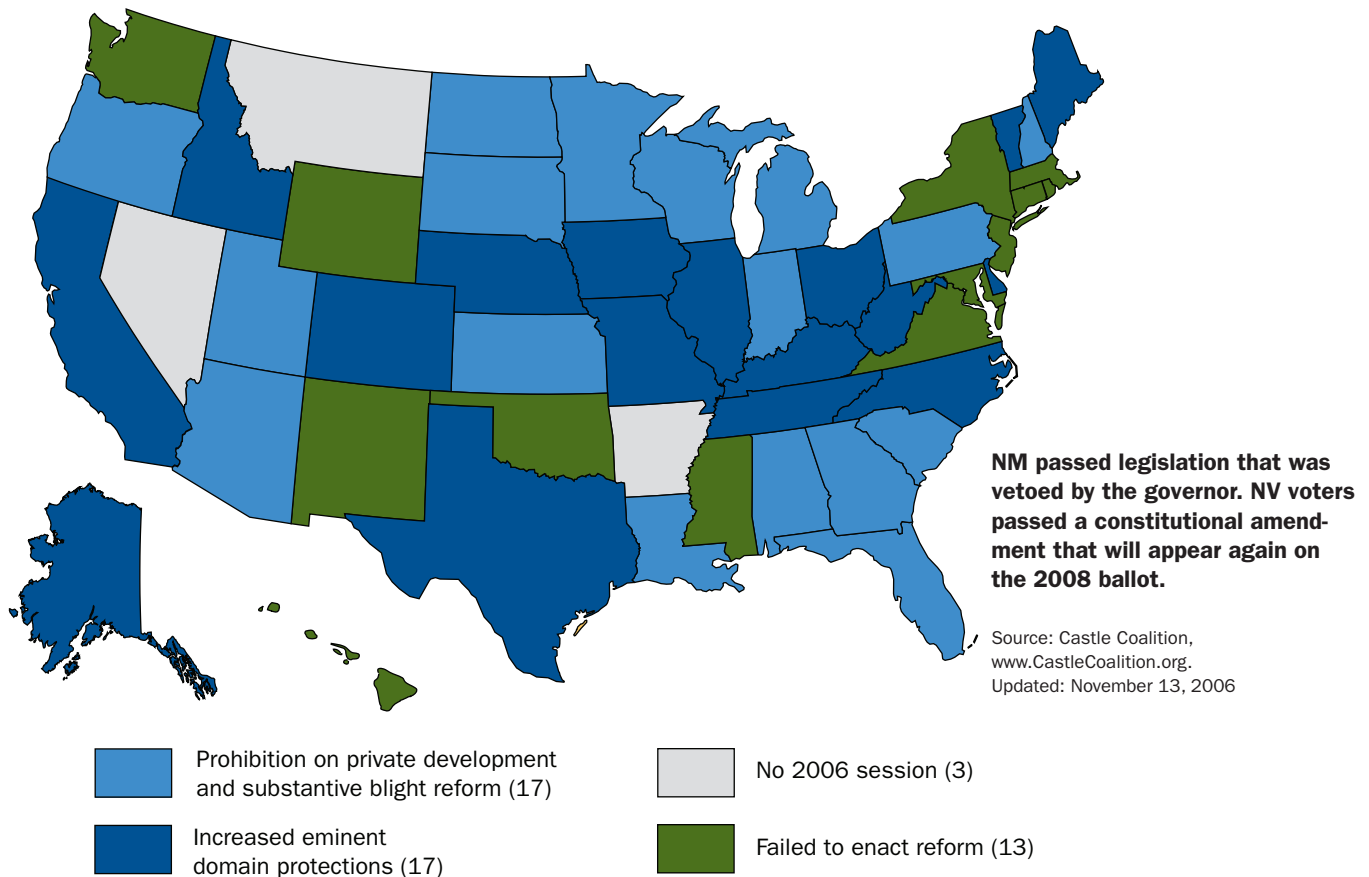 NM passed legislation that was
vetoed by the governor. NV voters
passed a constitutional amend-
ment that will appear again on
the 2008 ballot.
Source: Castle Coalition,
www.CastleCoalition.org.
Updated: November 13, 2006
Prohibition on private development
and substantive blight reform (17)
Increased eminent
domain protections (17)
No 2006 session (3)
Failed to enact reform (13)